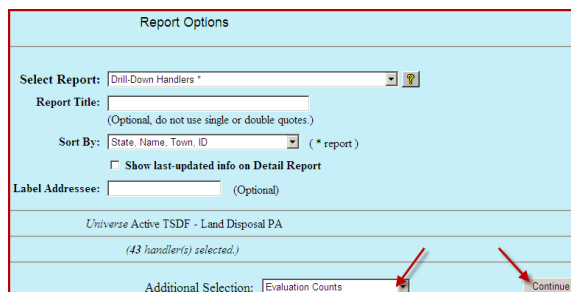 Report Options
Select Report: Drill-Down Handlers * ?
Report Title:
(Optional, do not use single or double quotes.)
Sort By: State, Name, Town, ID ( * report )
Show last-updated info on Detail Report
Label Addressee: (Optional)
Universe Active TSDF - Land Disposal PA
(43 handler(s) selected.)
Additional Selection: Evaluation Counts Continue